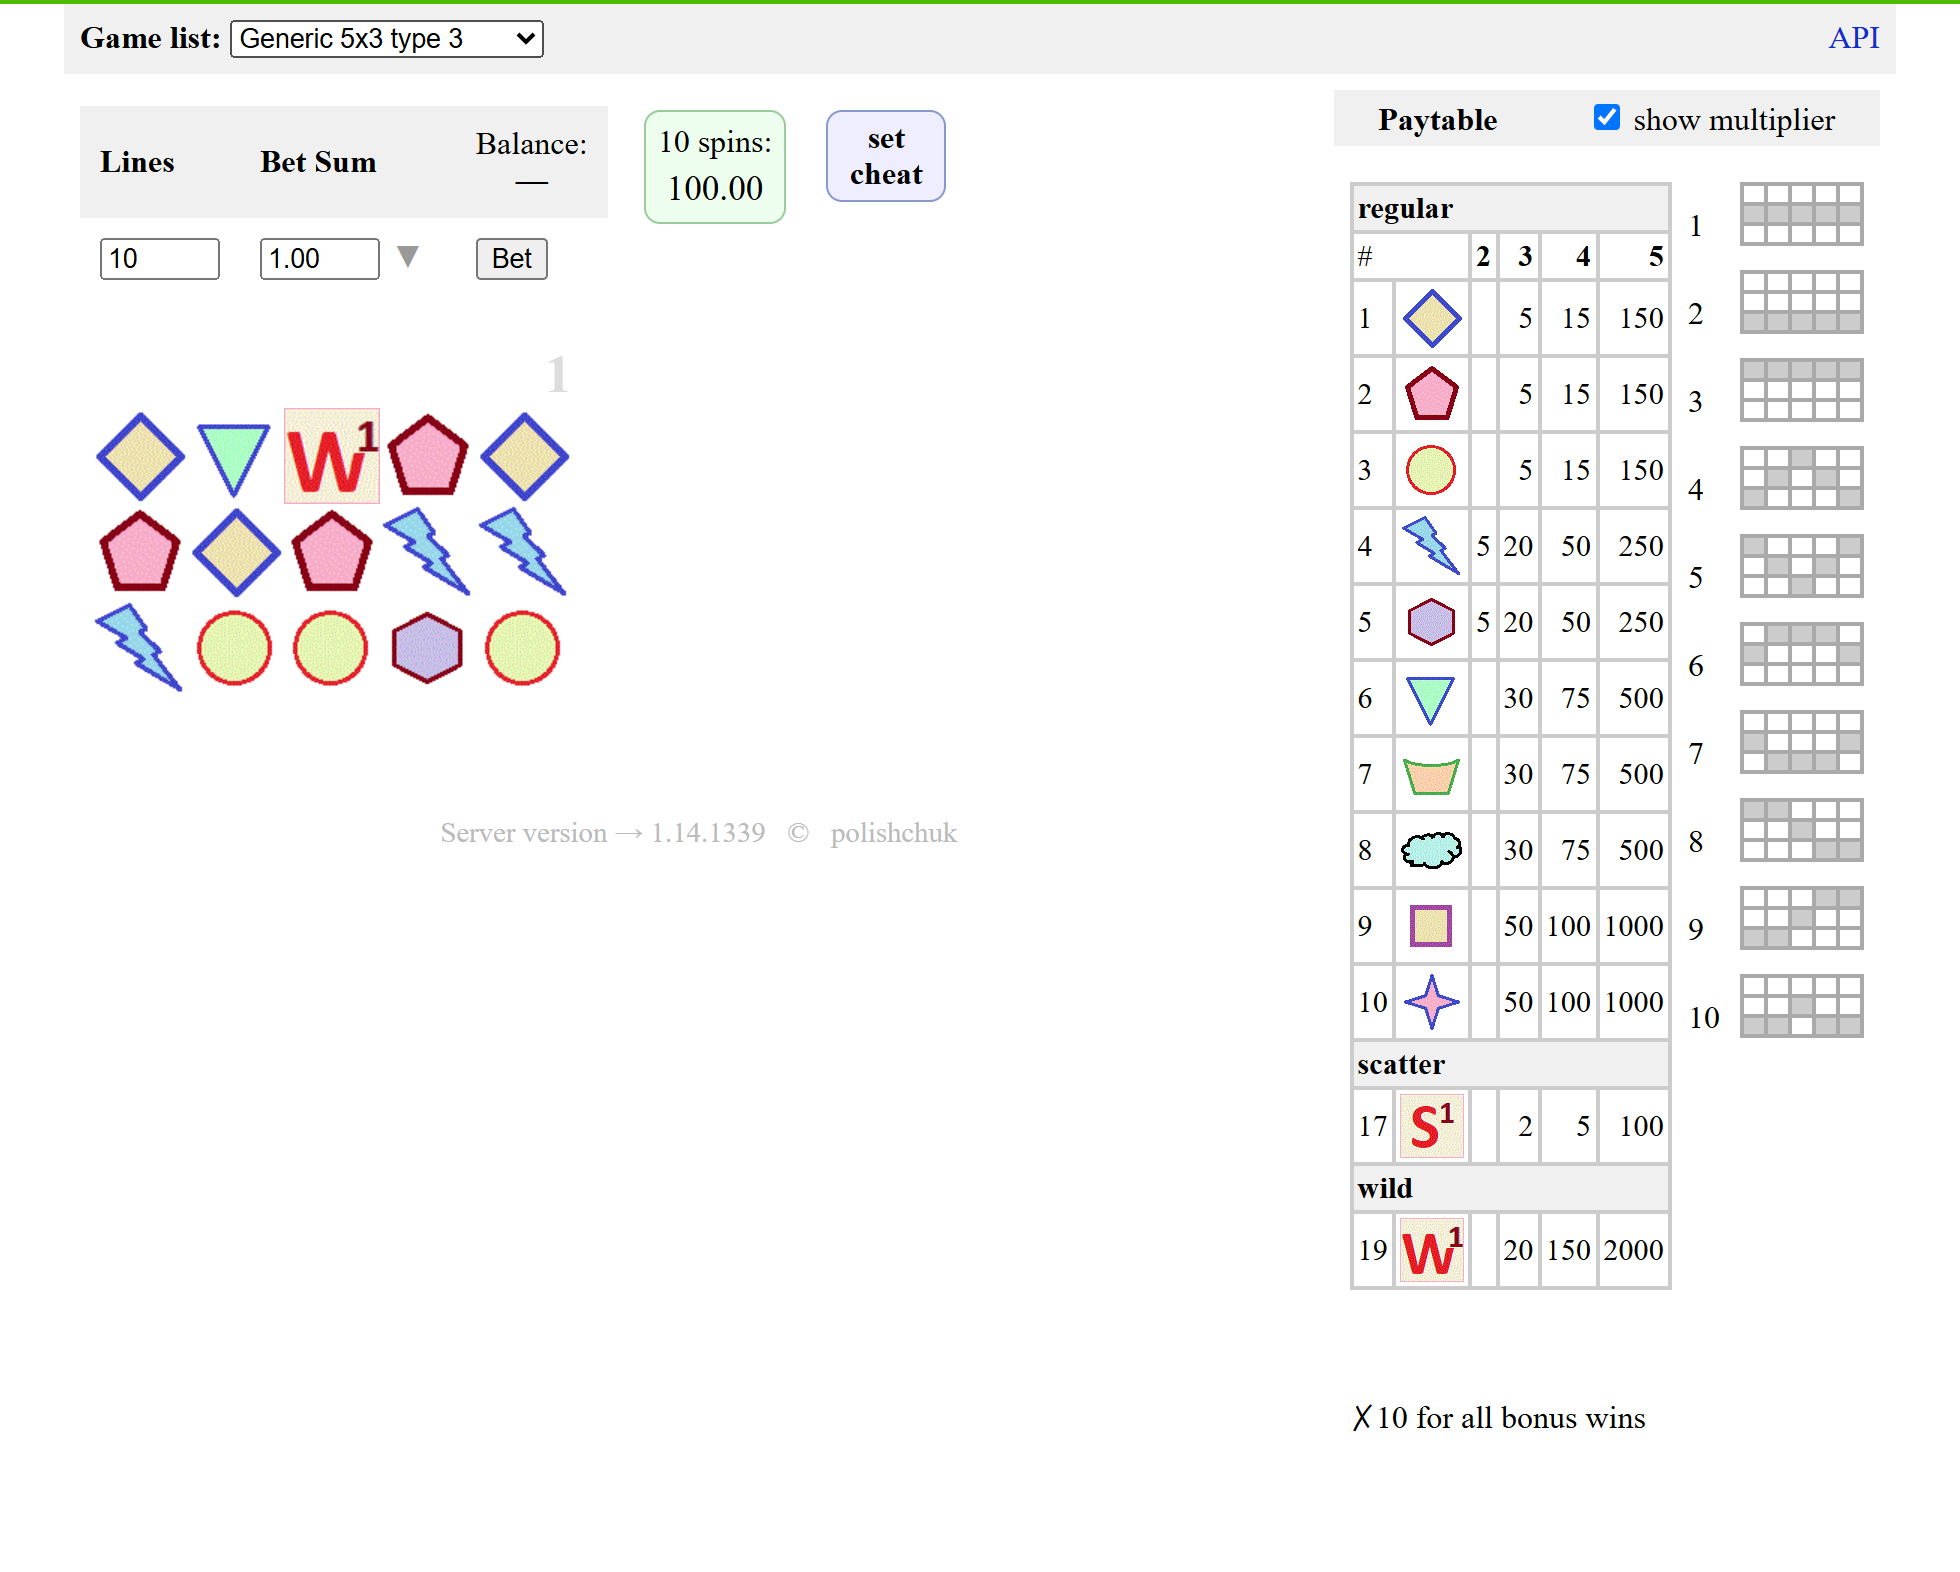 Game list: Generic 5x3 type 3
API
Lines Bet Sum Balance:
—
10 1.00 ▼ Bet
10 spins:
100.00
set
cheat
1
W1
Server version → 1.14.1339 © polishchuk
Paytable show multiplier
regular
# 2 3 4 5
1 5 15 150
2 5 15 150
3 5 15 150
4 5 20 50 250
5 5 20 50 250
6 30 75 500
7 30 75 500
8 30 75 500
9 50 100 1000
10 50 100 1000
scatter
17 S1 2 5 100
wild
19 W1 20 150 2000
1
2
3
4
5
6
7
8
9
10
✗10 for all bonus wins